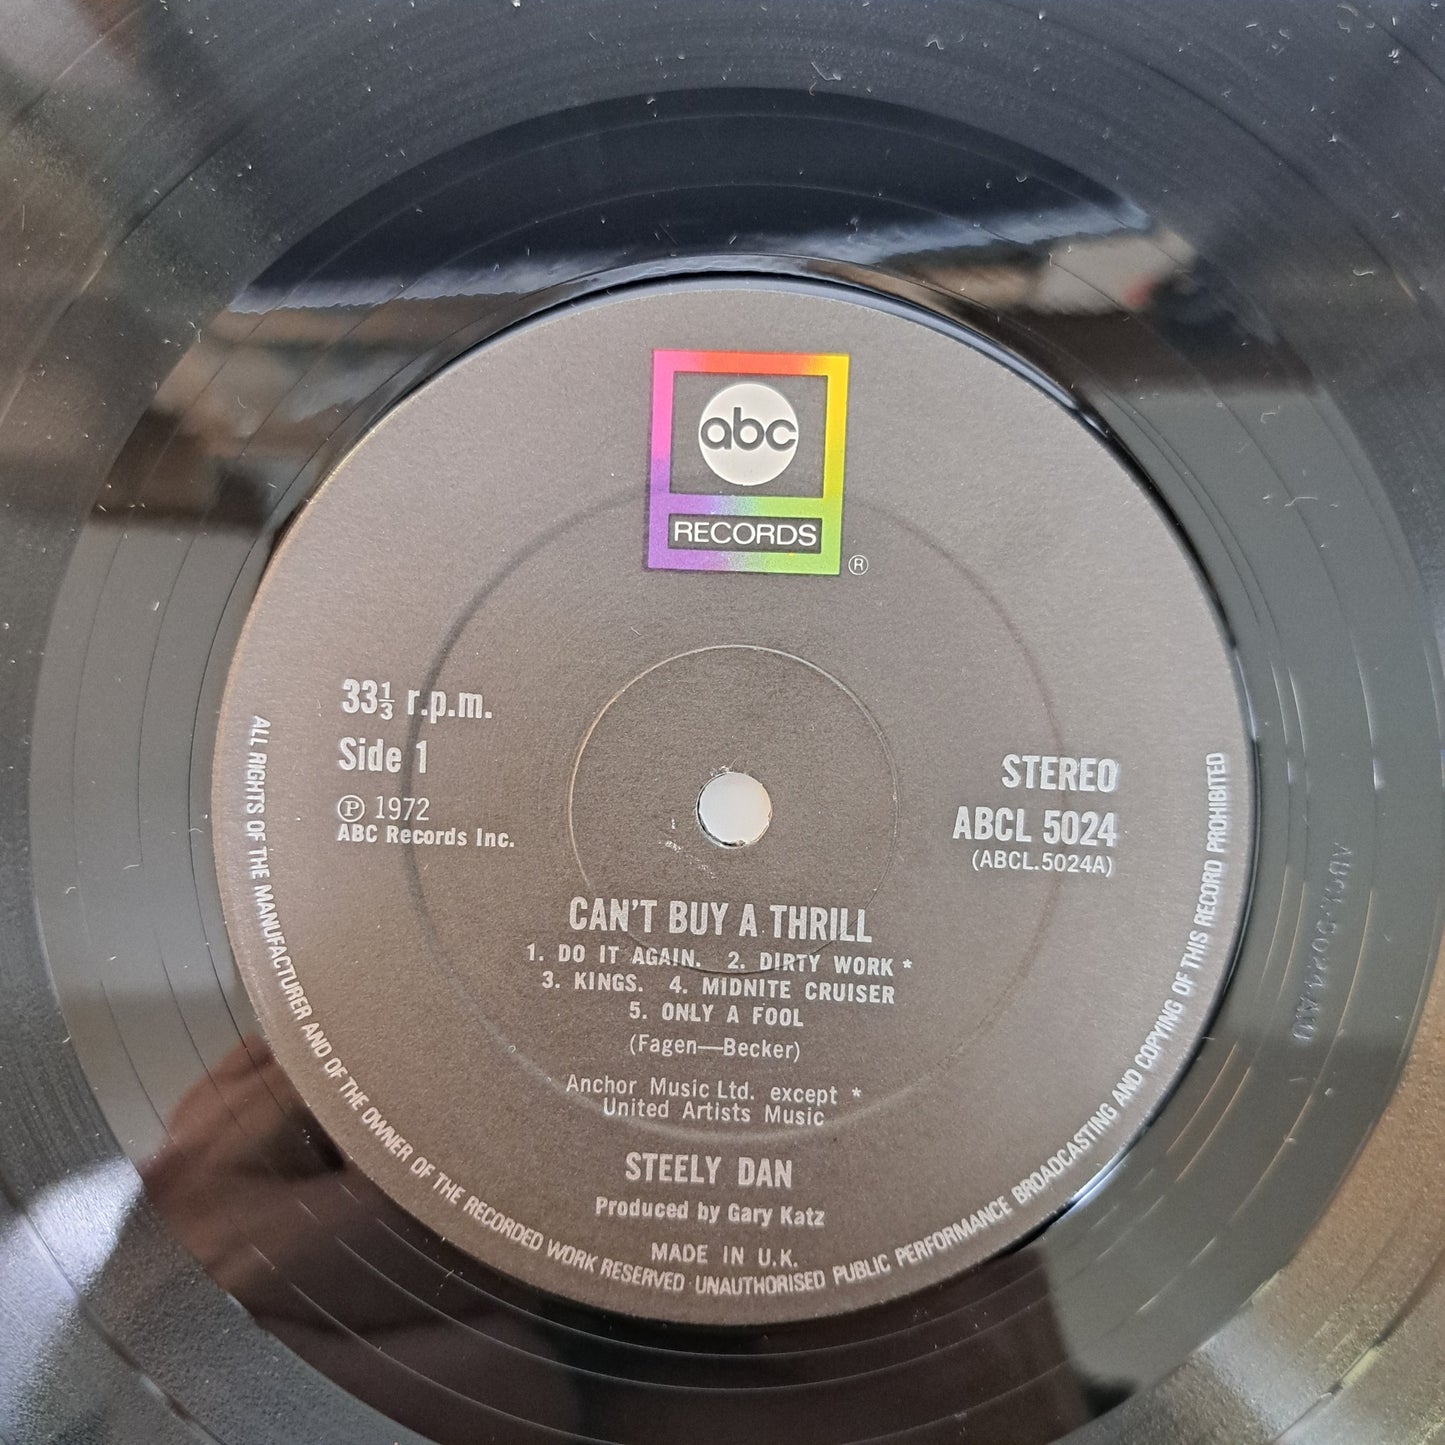 abc
RECORDS
®
33⅓ r.p.m.
Side 1
℗ 1972
ABC Records Inc.
STEREO
ABCL 5024
(ABCL.5024A)
CAN'T BUY A THRILL
1. DO IT AGAIN. 2. DIRTY WORK *
3. KINGS. 4. MIDNITE CRUISER
5. ONLY A FOOL
(Fagen—Becker)
Anchor Music Ltd. except *
United Artists Music
STEELY DAN
Produced by Gary Katz
MADE IN U.K.
ALL RIGHTS OF THE MANUFACTURER AND OF THE OWNER OF THE RECORDED WORK RESERVED · UNAUTHORISED PUBLIC PERFORMANCE BROADCASTING AND COPYING OF THIS RECORD PROHIBITED